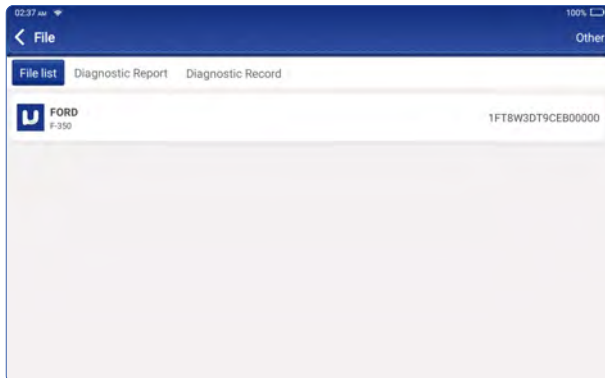 02:37 AM 100%
File Other
File list Diagnostic Report Diagnostic Record
U FORD 1FT8W3DT9CEB00000
F-350